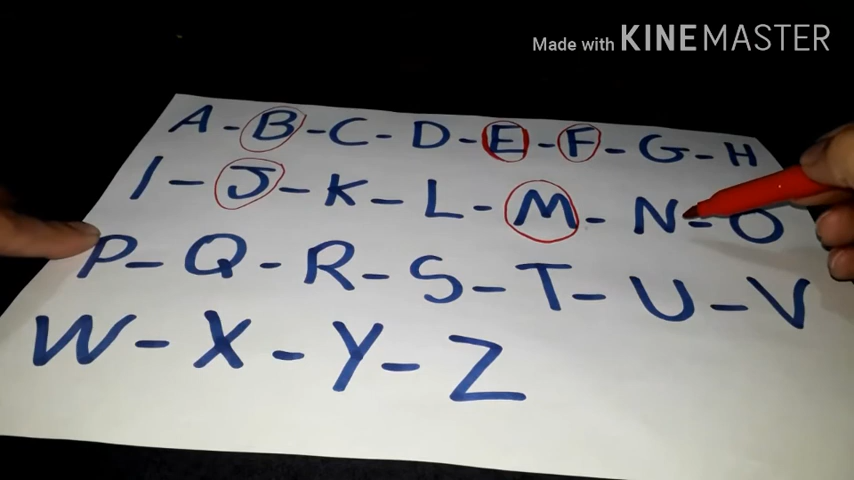 Made with KINEMASTER
A - B - C - D - E - F - G - H
I - J - K - L - M - N - O
P - Q - R - S - T - U - V
W - X - Y - Z